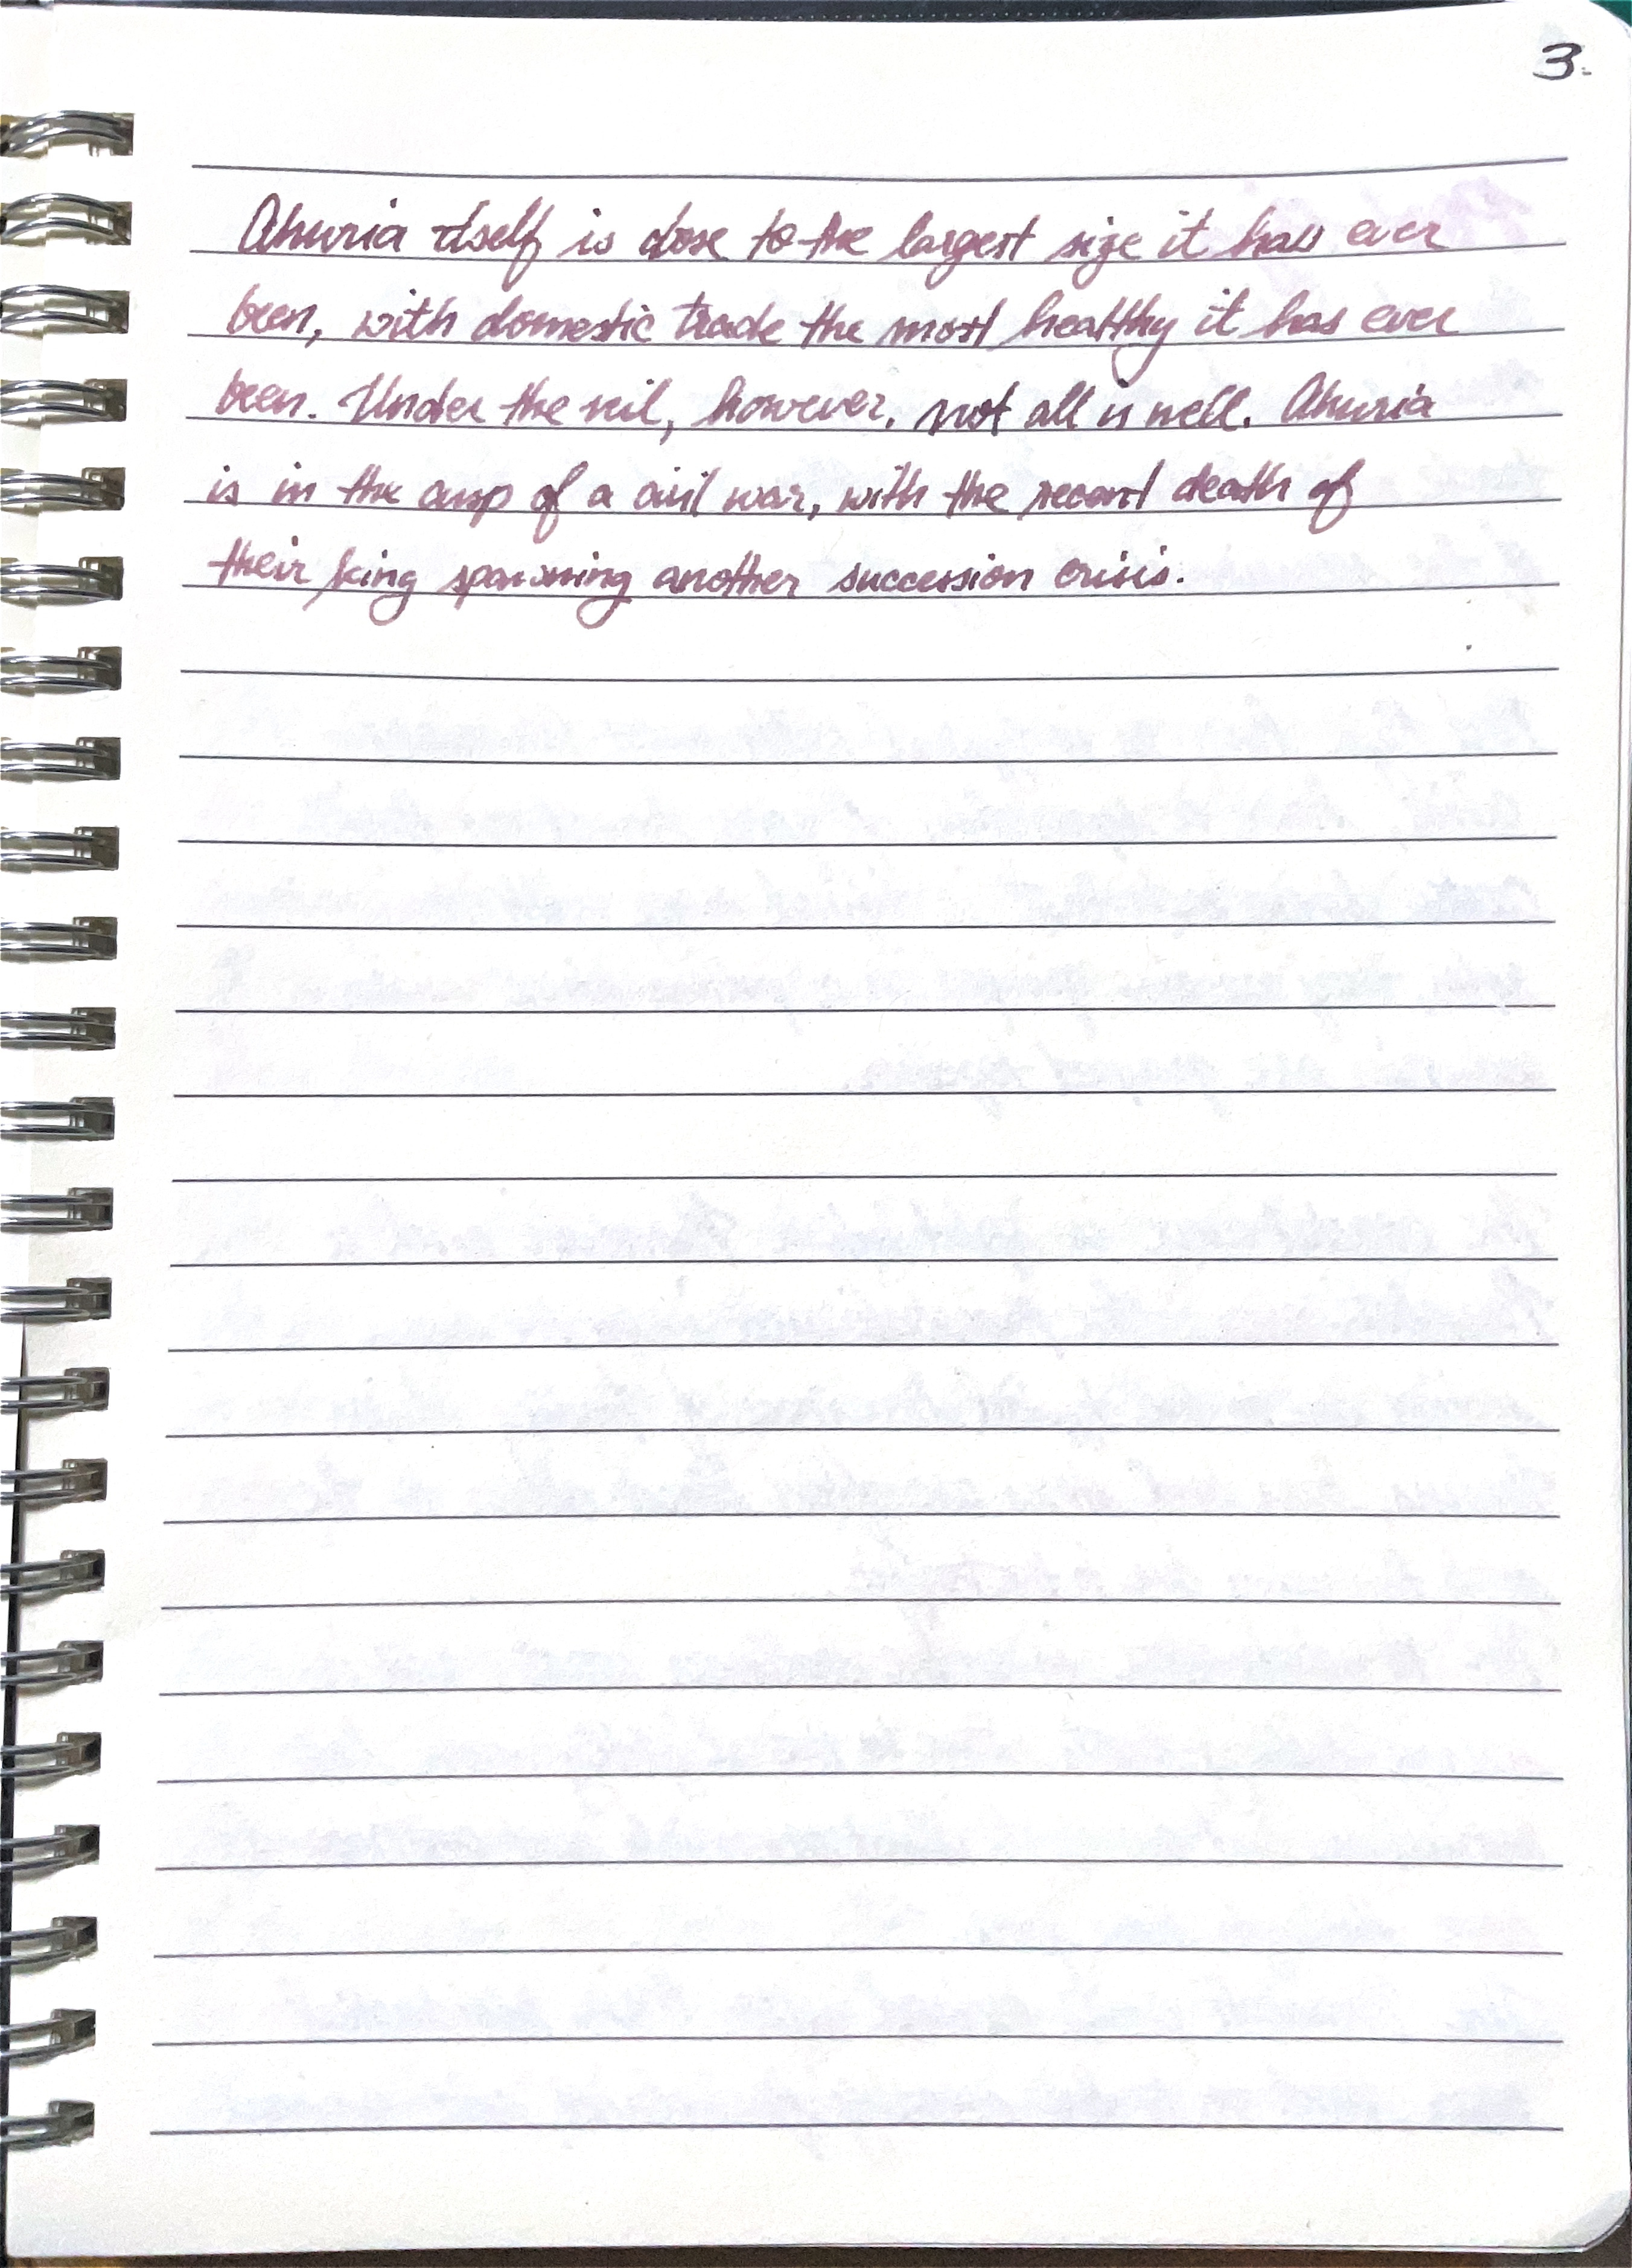 3.
Ahuria itself is close to the largest size it has ever
been, with domestic trade the most healthy it has ever
been. Under the veil, however, not all is well. Ahuria
is in the cusp of a civil war, with the recent death of
their king spawning another succession crisis.